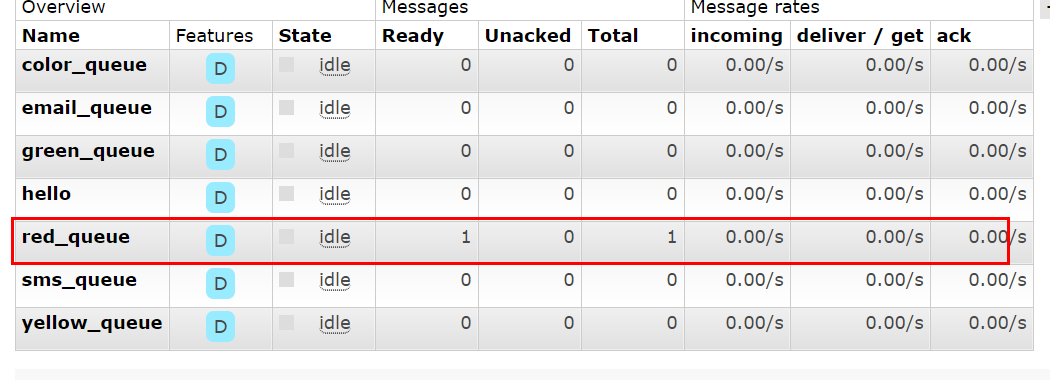 Overview Messages Message rates
Name Features State Ready Unacked Total incoming deliver / get ack
color_queue D idle 0 0 0 0.00/s 0.00/s 0.00/s
email_queue D idle 0 0 0 0.00/s 0.00/s 0.00/s
green_queue D idle 0 0 0 0.00/s 0.00/s 0.00/s
hello D idle 0 0 0 0.00/s 0.00/s 0.00/s
red_queue D idle 1 0 1 0.00/s 0.00/s 0.00/s
sms_queue D idle 0 0 0 0.00/s 0.00/s 0.00/s
yellow_queue D idle 0 0 0 0.00/s 0.00/s 0.00/s